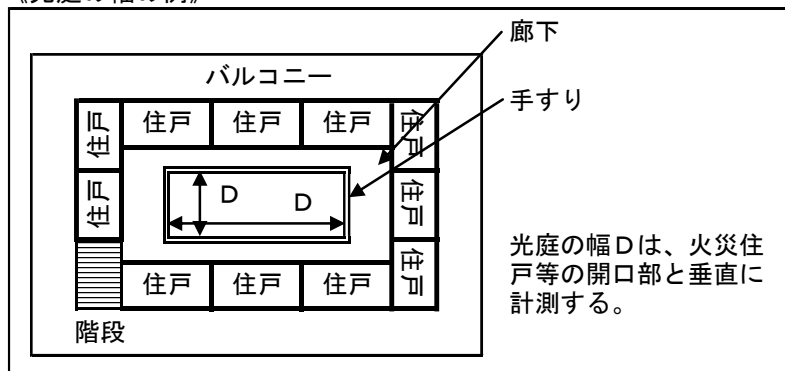 《光庭の幅の例》
廊下
バルコニー
手すり
住戸
住戸
住戸
住戸
住戸
住戸
D
D
住戸
住戸
光庭の幅Dは、火災住
戸等の開口部と垂直に
計測する。
住戸
住戸
住戸
住戸
階段